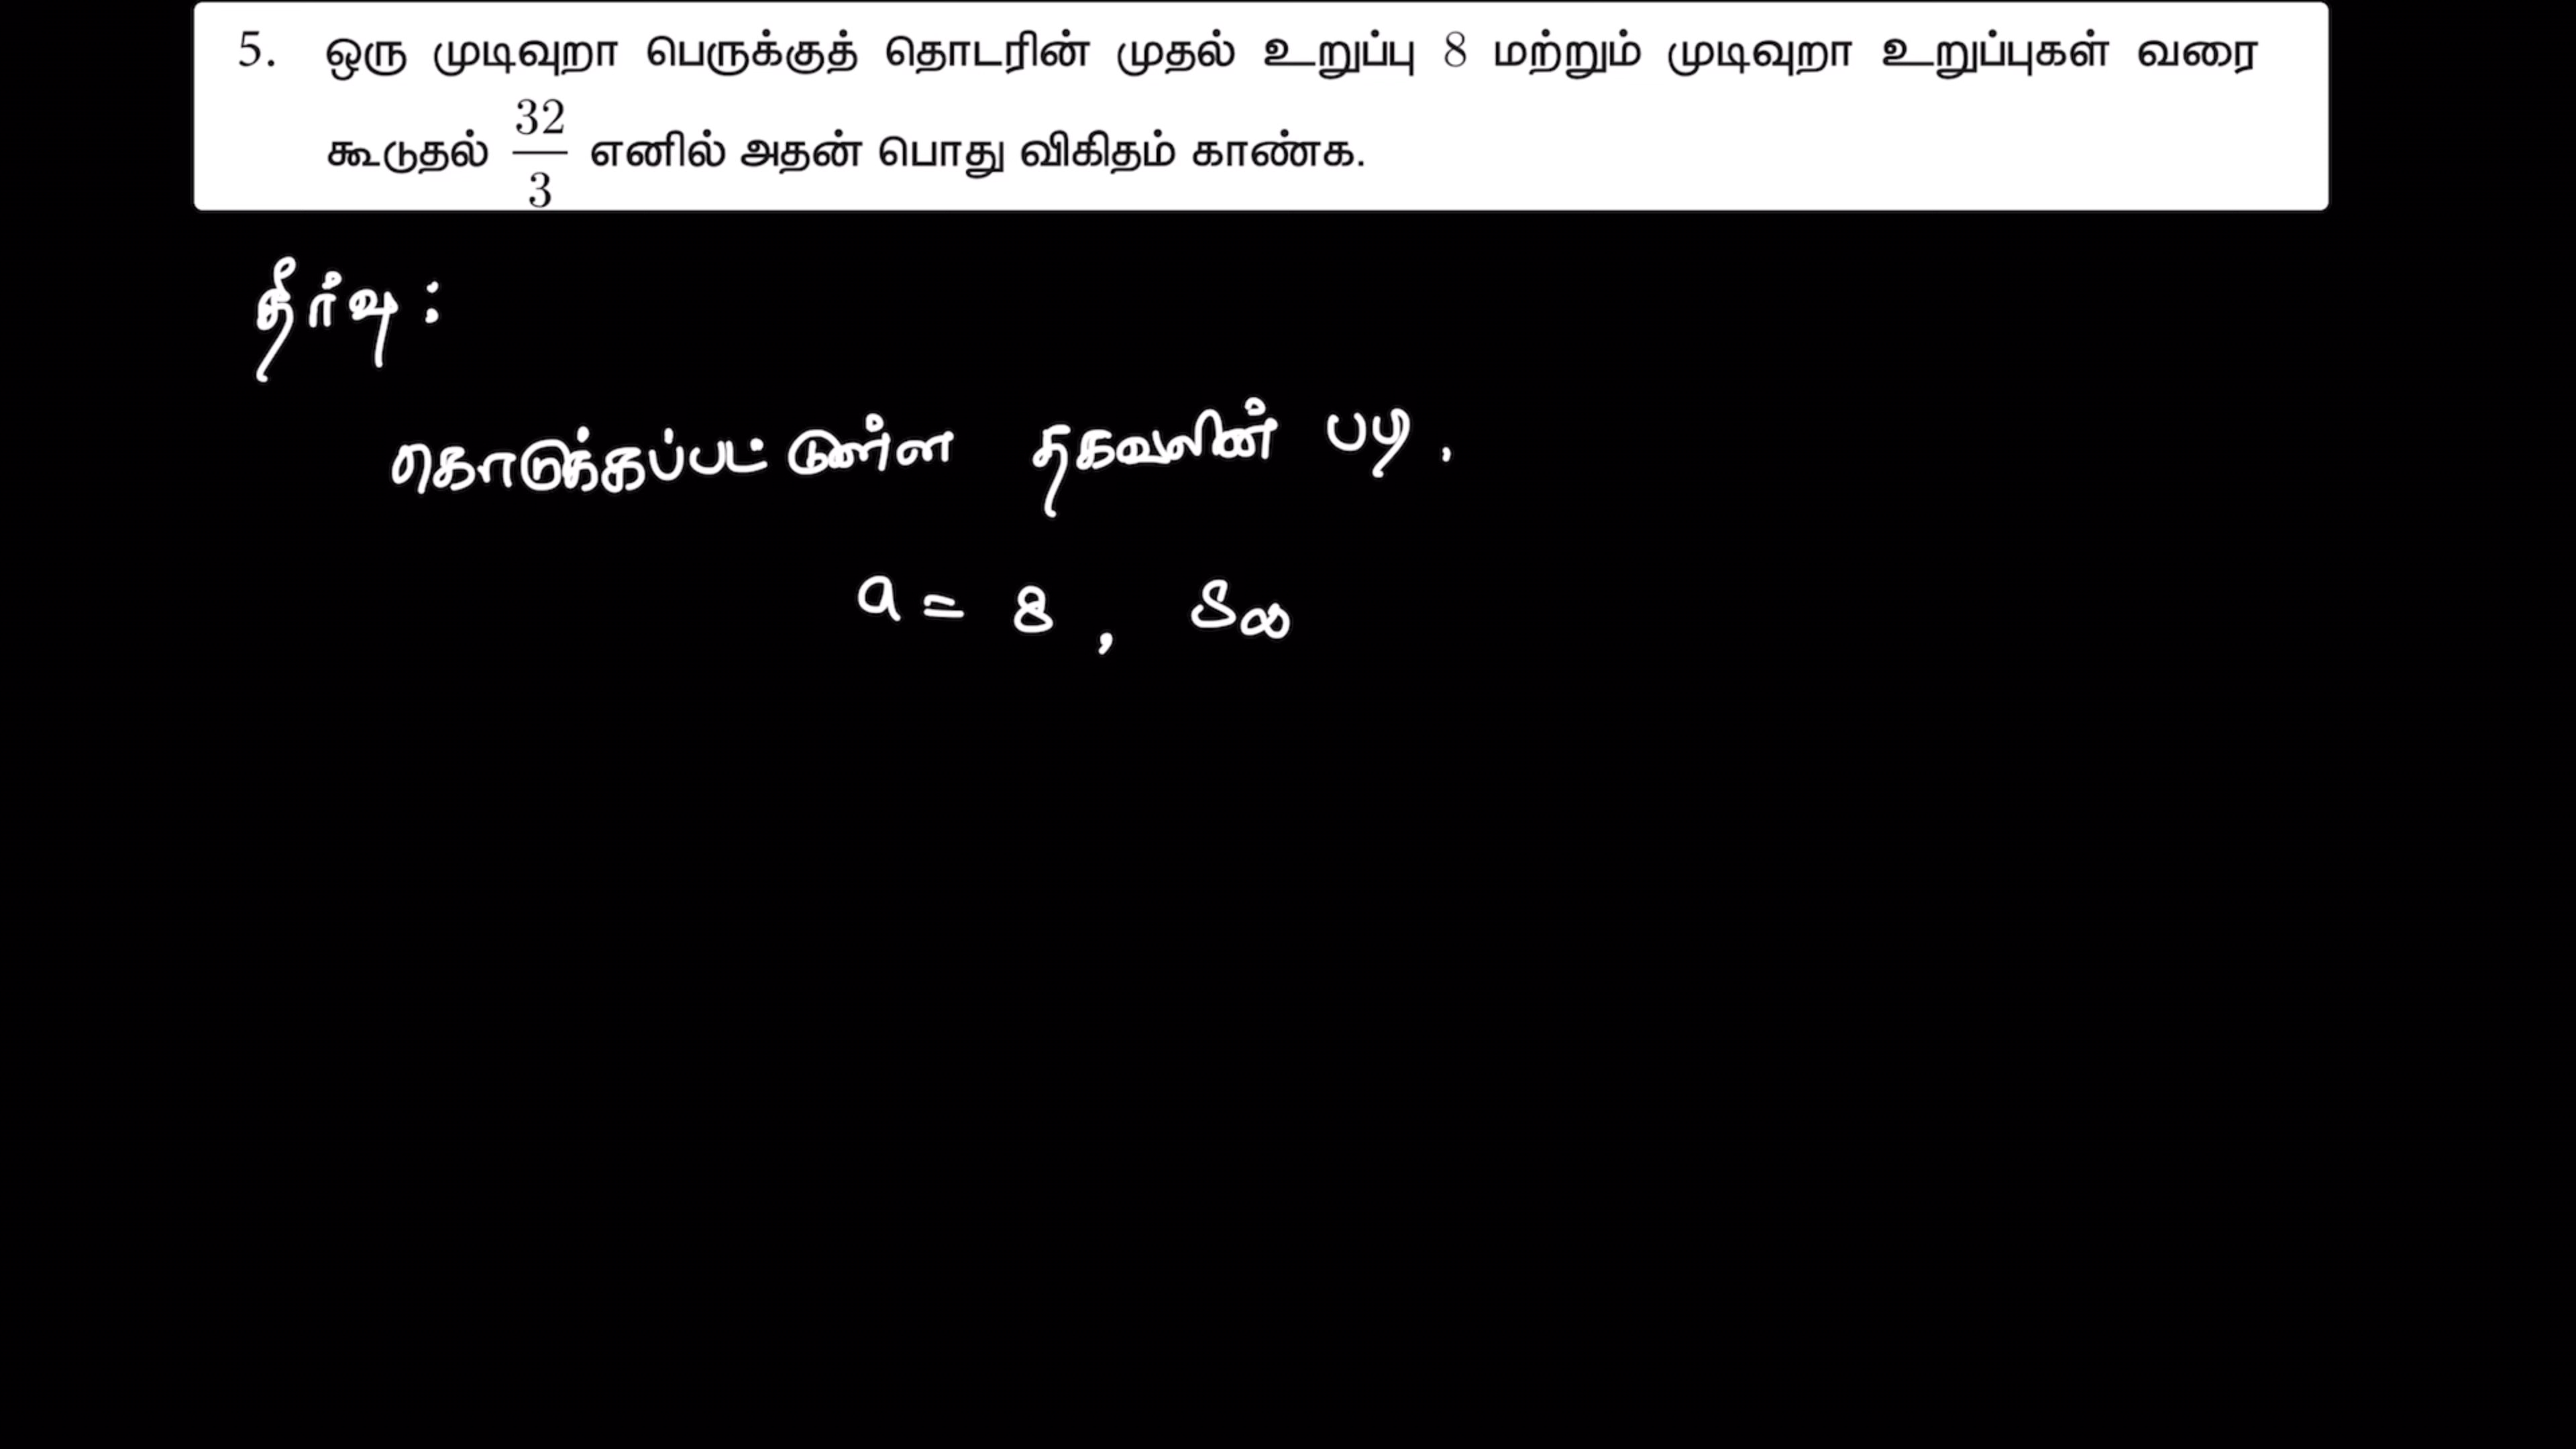 5. ஒரு முடிவுறா பெருக்குத் தொடரின் முதல் உறுப்பு 8 மற்றும் முடிவுறா உறுப்புகள் வரை
கூடுதல் 32/3 எனில் அதன் பொது விகிதம் காண்க.
தீர்வு :
கொடுக்கப்பட்டுள்ள தகவலின் படி ,
a = 8 , S∞